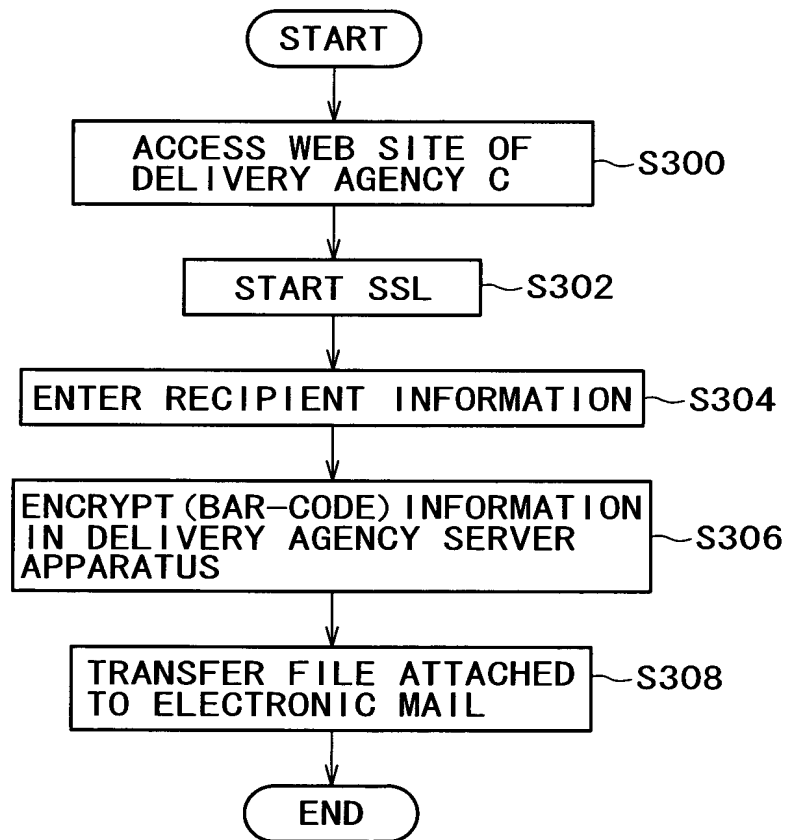 START
ACCESS WEB SITE OF
DELIVERY AGENCY C
S300
START SSL
S302
ENTER RECIPIENT INFORMATION
S304
ENCRYPT(BAR-CODE)INFORMATION
IN DELIVERY AGENCY SERVER
APPARATUS
S306
TRANSFER FILE ATTACHED
TO ELECTRONIC MAIL
S308
END